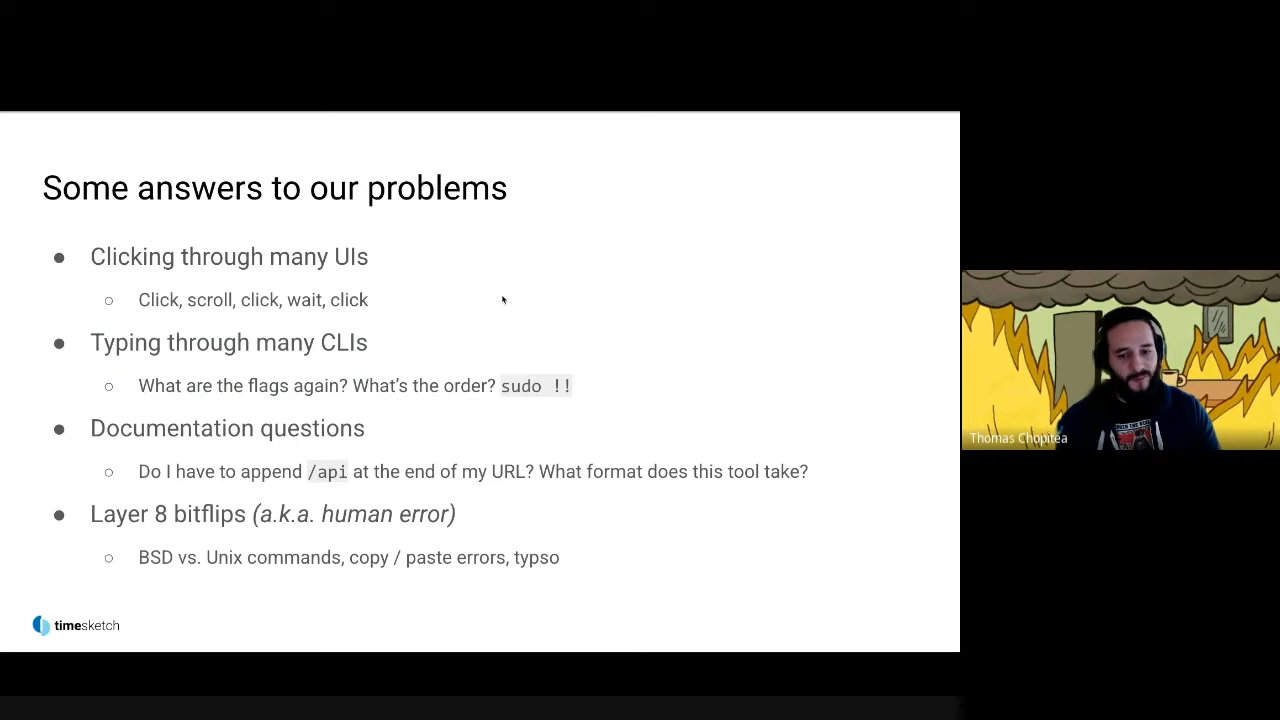 Some answers to our problems
● Clicking through many UIs
○ Click, scroll, click, wait, click
● Typing through many CLIs
○ What are the flags again? What's the order? sudo !!
● Documentation questions
○ Do I have to append /api at the end of my URL? What format does this tool take?
● Layer 8 bitflips (a.k.a. human error)
○ BSD vs. Unix commands, copy / paste errors, typso
timesketch
Thomas Chopitea